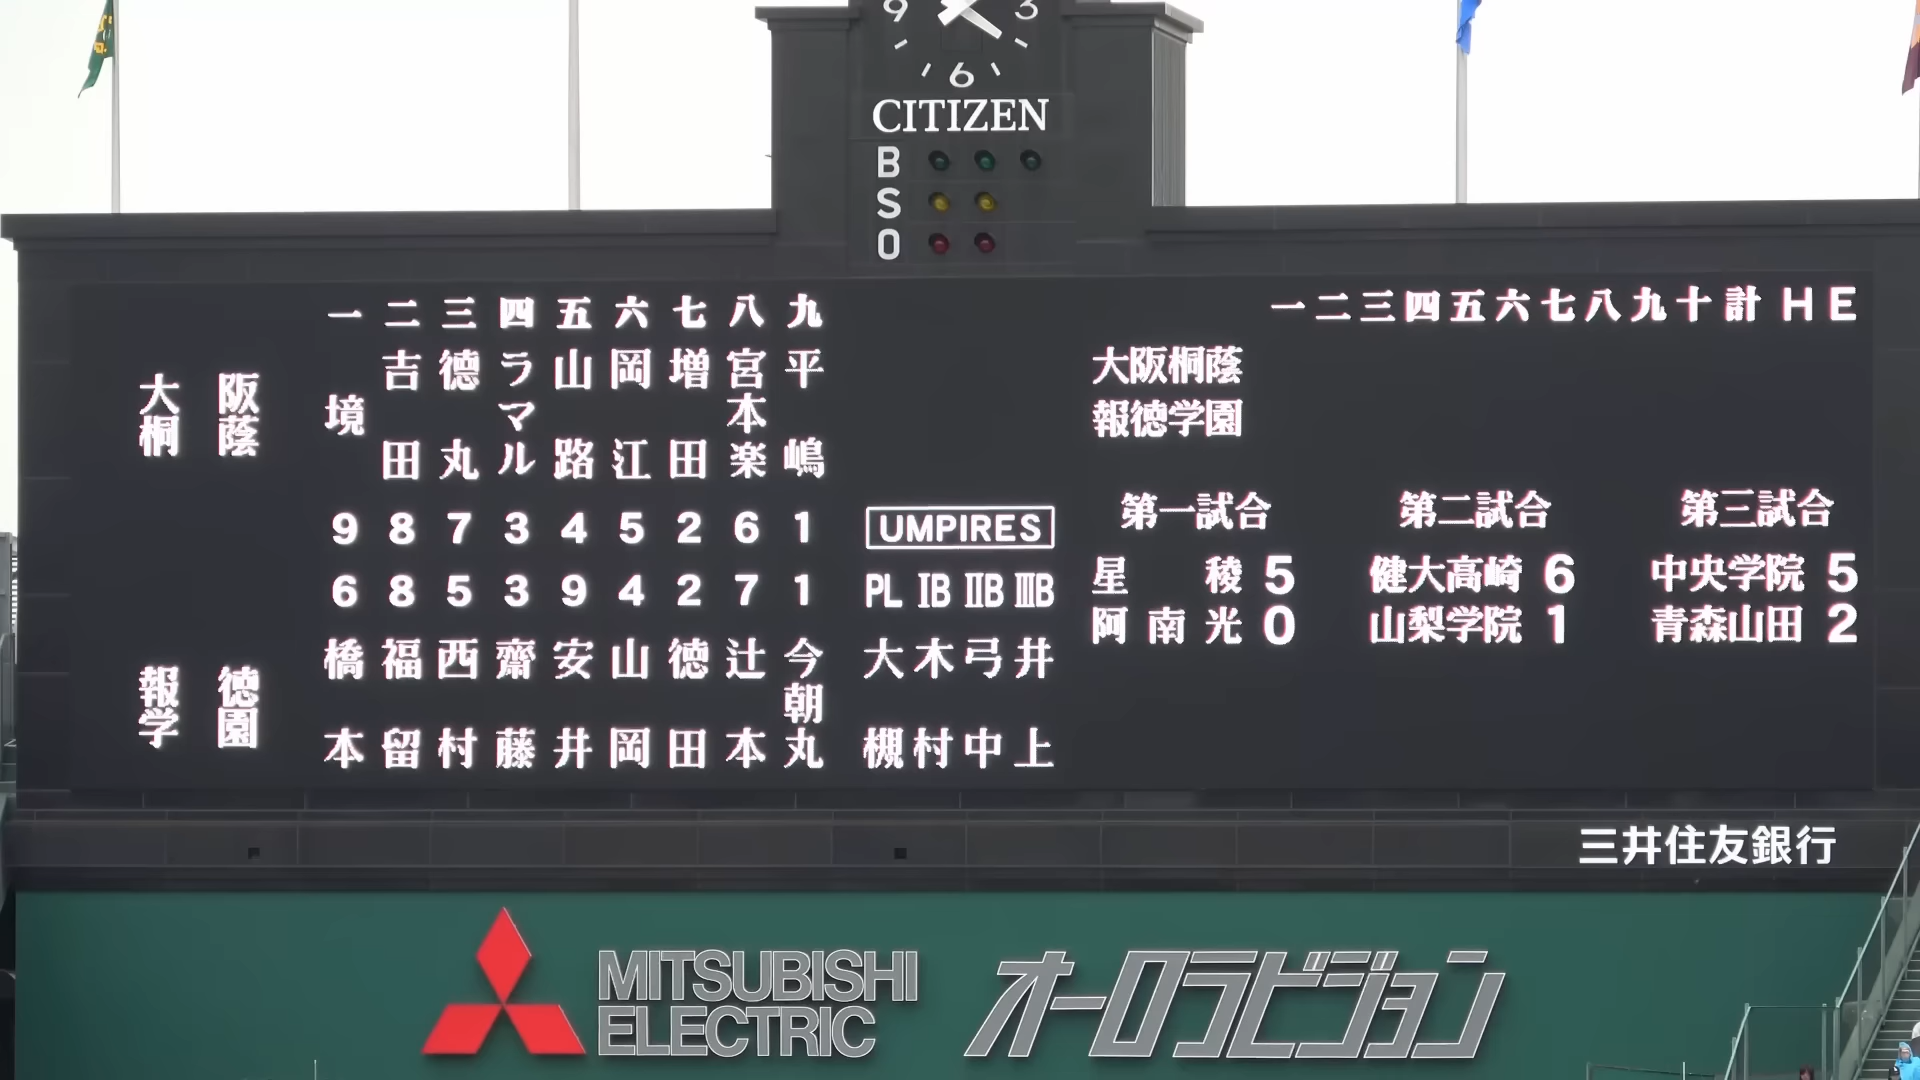 9 3
6
CITIZEN
B
S
O
一 二 三 四 五 六 七 八 九
境 吉田 德丸 ラマル 山路 岡江 増田 宮本楽 平嶋
大阪桐蔭
9 8 7 3 4 5 2 6 1
6 8 5 3 9 4 2 7 1
橋本 福留 西村 齋藤 安井 山岡 徳田 辻本 今朝丸
報徳学園
UMPIRES
PL ⅠB ⅡB ⅢB
大槻 木村 弓中 井上
一 二 三 四 五 六 七 八 九 十 計 H E
大阪桐蔭
報徳学園
第一試合 第二試合 第三試合
星稜 5 健大高崎 6 中央学院 5
阿南光 0 山梨学院 1 青森山田 2
三井住友銀行
MITSUBISHI
ELECTRIC
オーロラビジョン